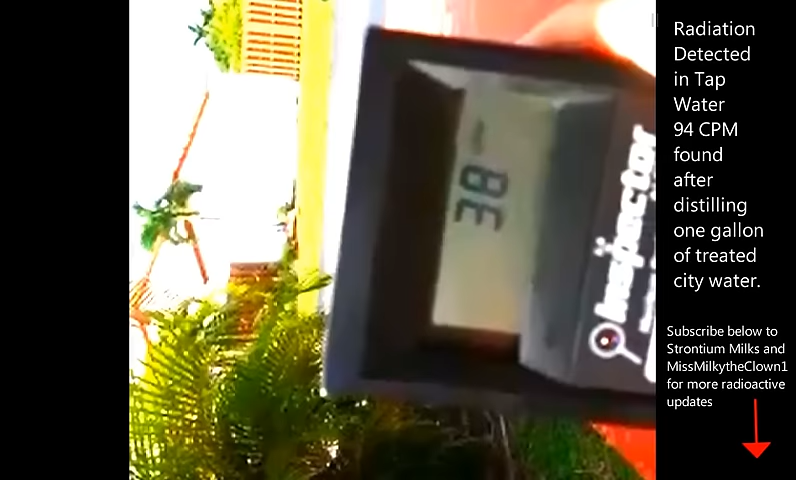 Radiation
Detected
in Tap
Water
94 CPM
found
after
distilling
one gallon
of treated
city water.
Subscribe below to
Strontium Milks and
MissMilkytheClown1
for more radioactive
updates
38
Inspector